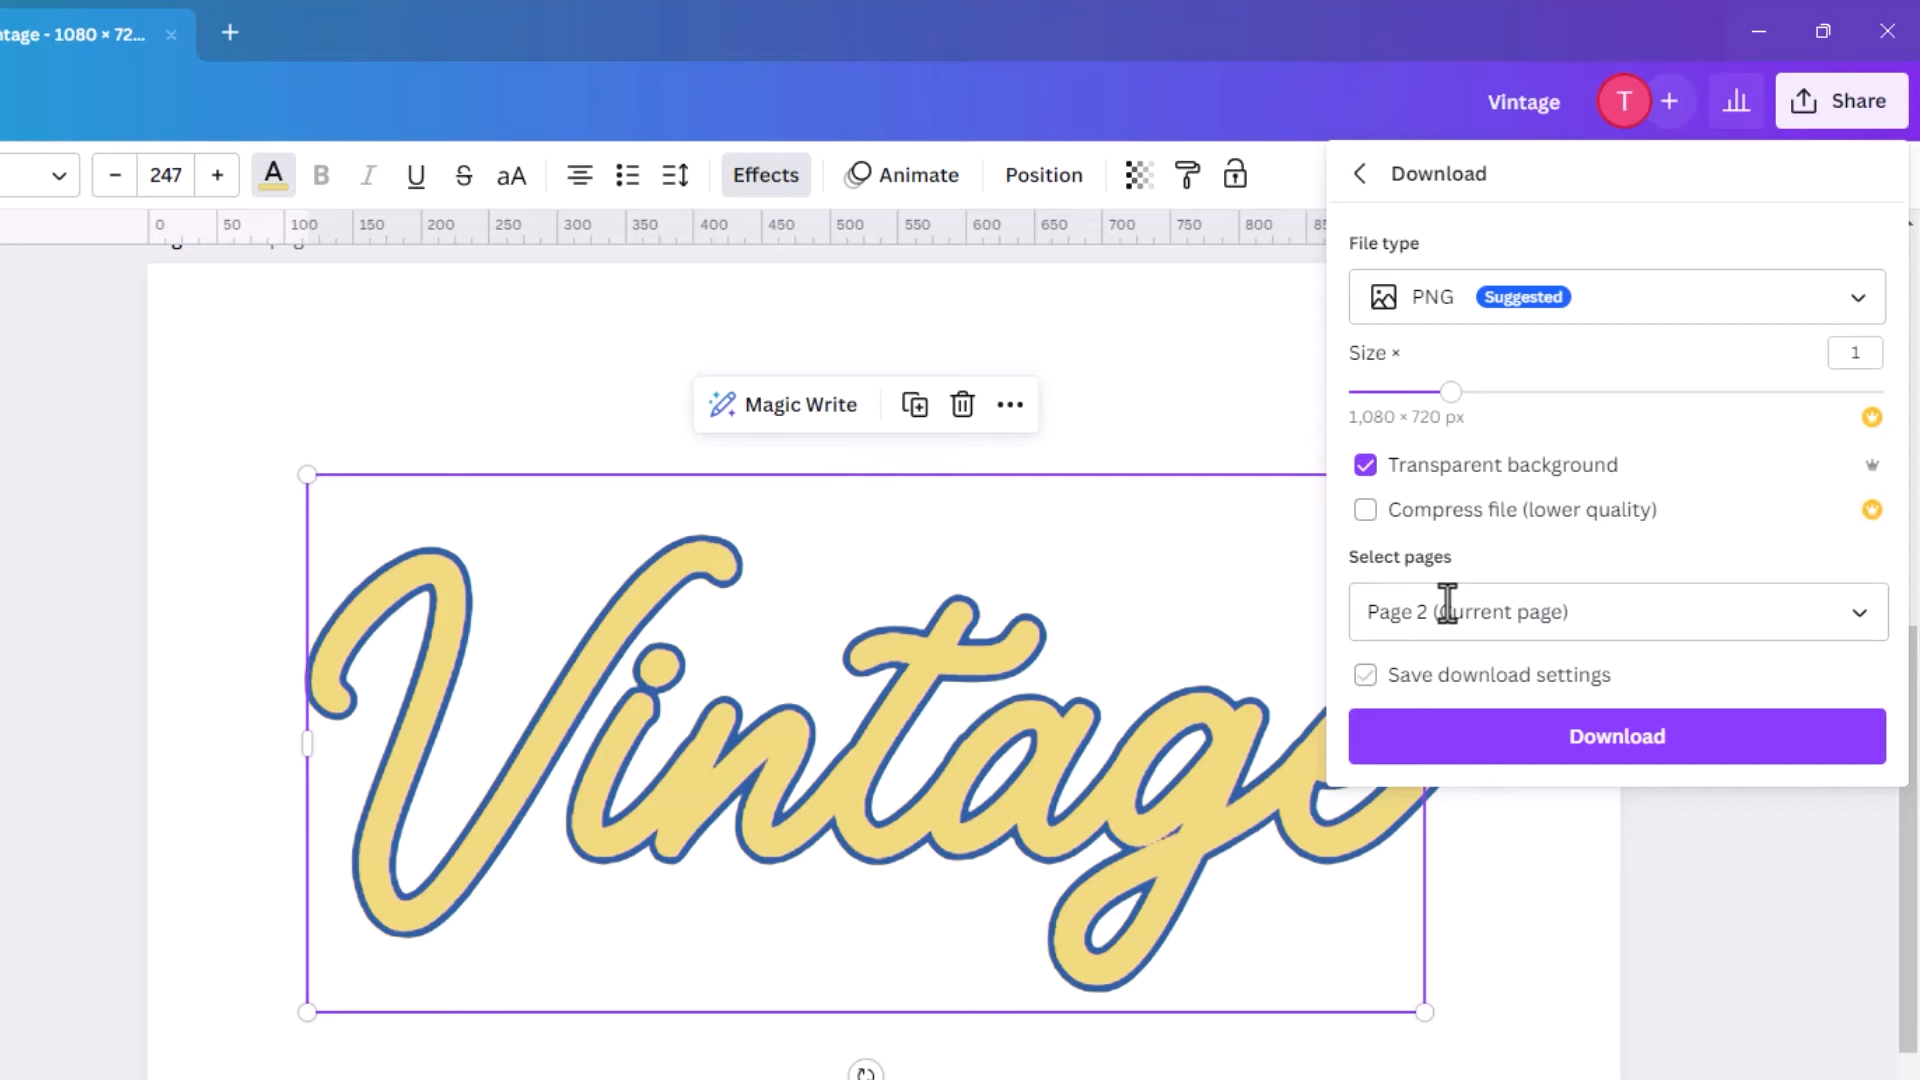 ntage - 1080 × 72...
Vintage
T
Share
247
A
B
I
U
S
aA
Effects
Animate
Position
0 50 100 150 200 250 300 350 400 450 500 550 600 650 700 750 800
Download
File type
PNG Suggested
Size ×
1
1,080 × 720 px
Transparent background
Compress file (lower quality)
Select pages
Page 2 (Current page)
Save download settings
Download
Magic Write
Vintage